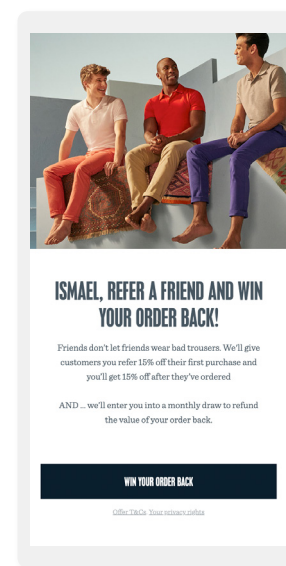 ISMAEL, REFER A FRIEND AND WIN
YOUR ORDER BACK!
Friends don't let friends wear bad trousers. We'll give
customers you refer 15% off their first purchase and
you'll get 15% off after they've ordered
AND ... we'll enter you into a monthly draw to refund
the value of your order back.
WIN YOUR ORDER BACK
Offer T&Cs. Your privacy rights